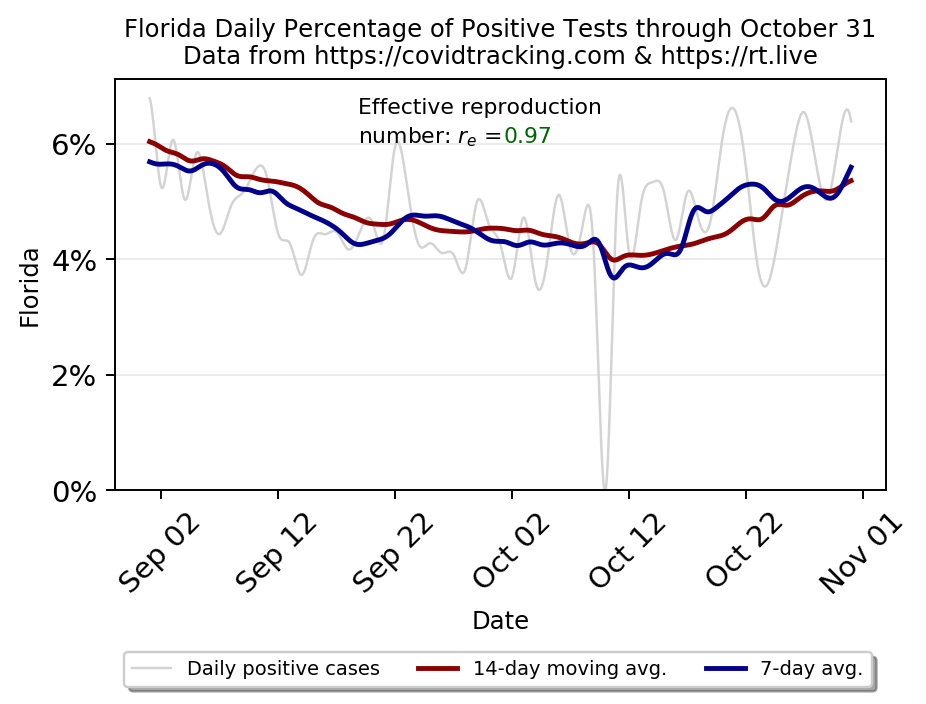 Florida Daily Percentage of Positive Tests through October 31
Data from https://covidtracking.com & https://rt.live
Effective reproduction
number: rₑ =0.97
6%
4%
2%
0%
Florida
Sep 02
Sep 12
Sep 22
Oct 02
Oct 12
Oct 22
Nov 01
Date
Daily positive cases
14-day moving avg.
7-day avg.